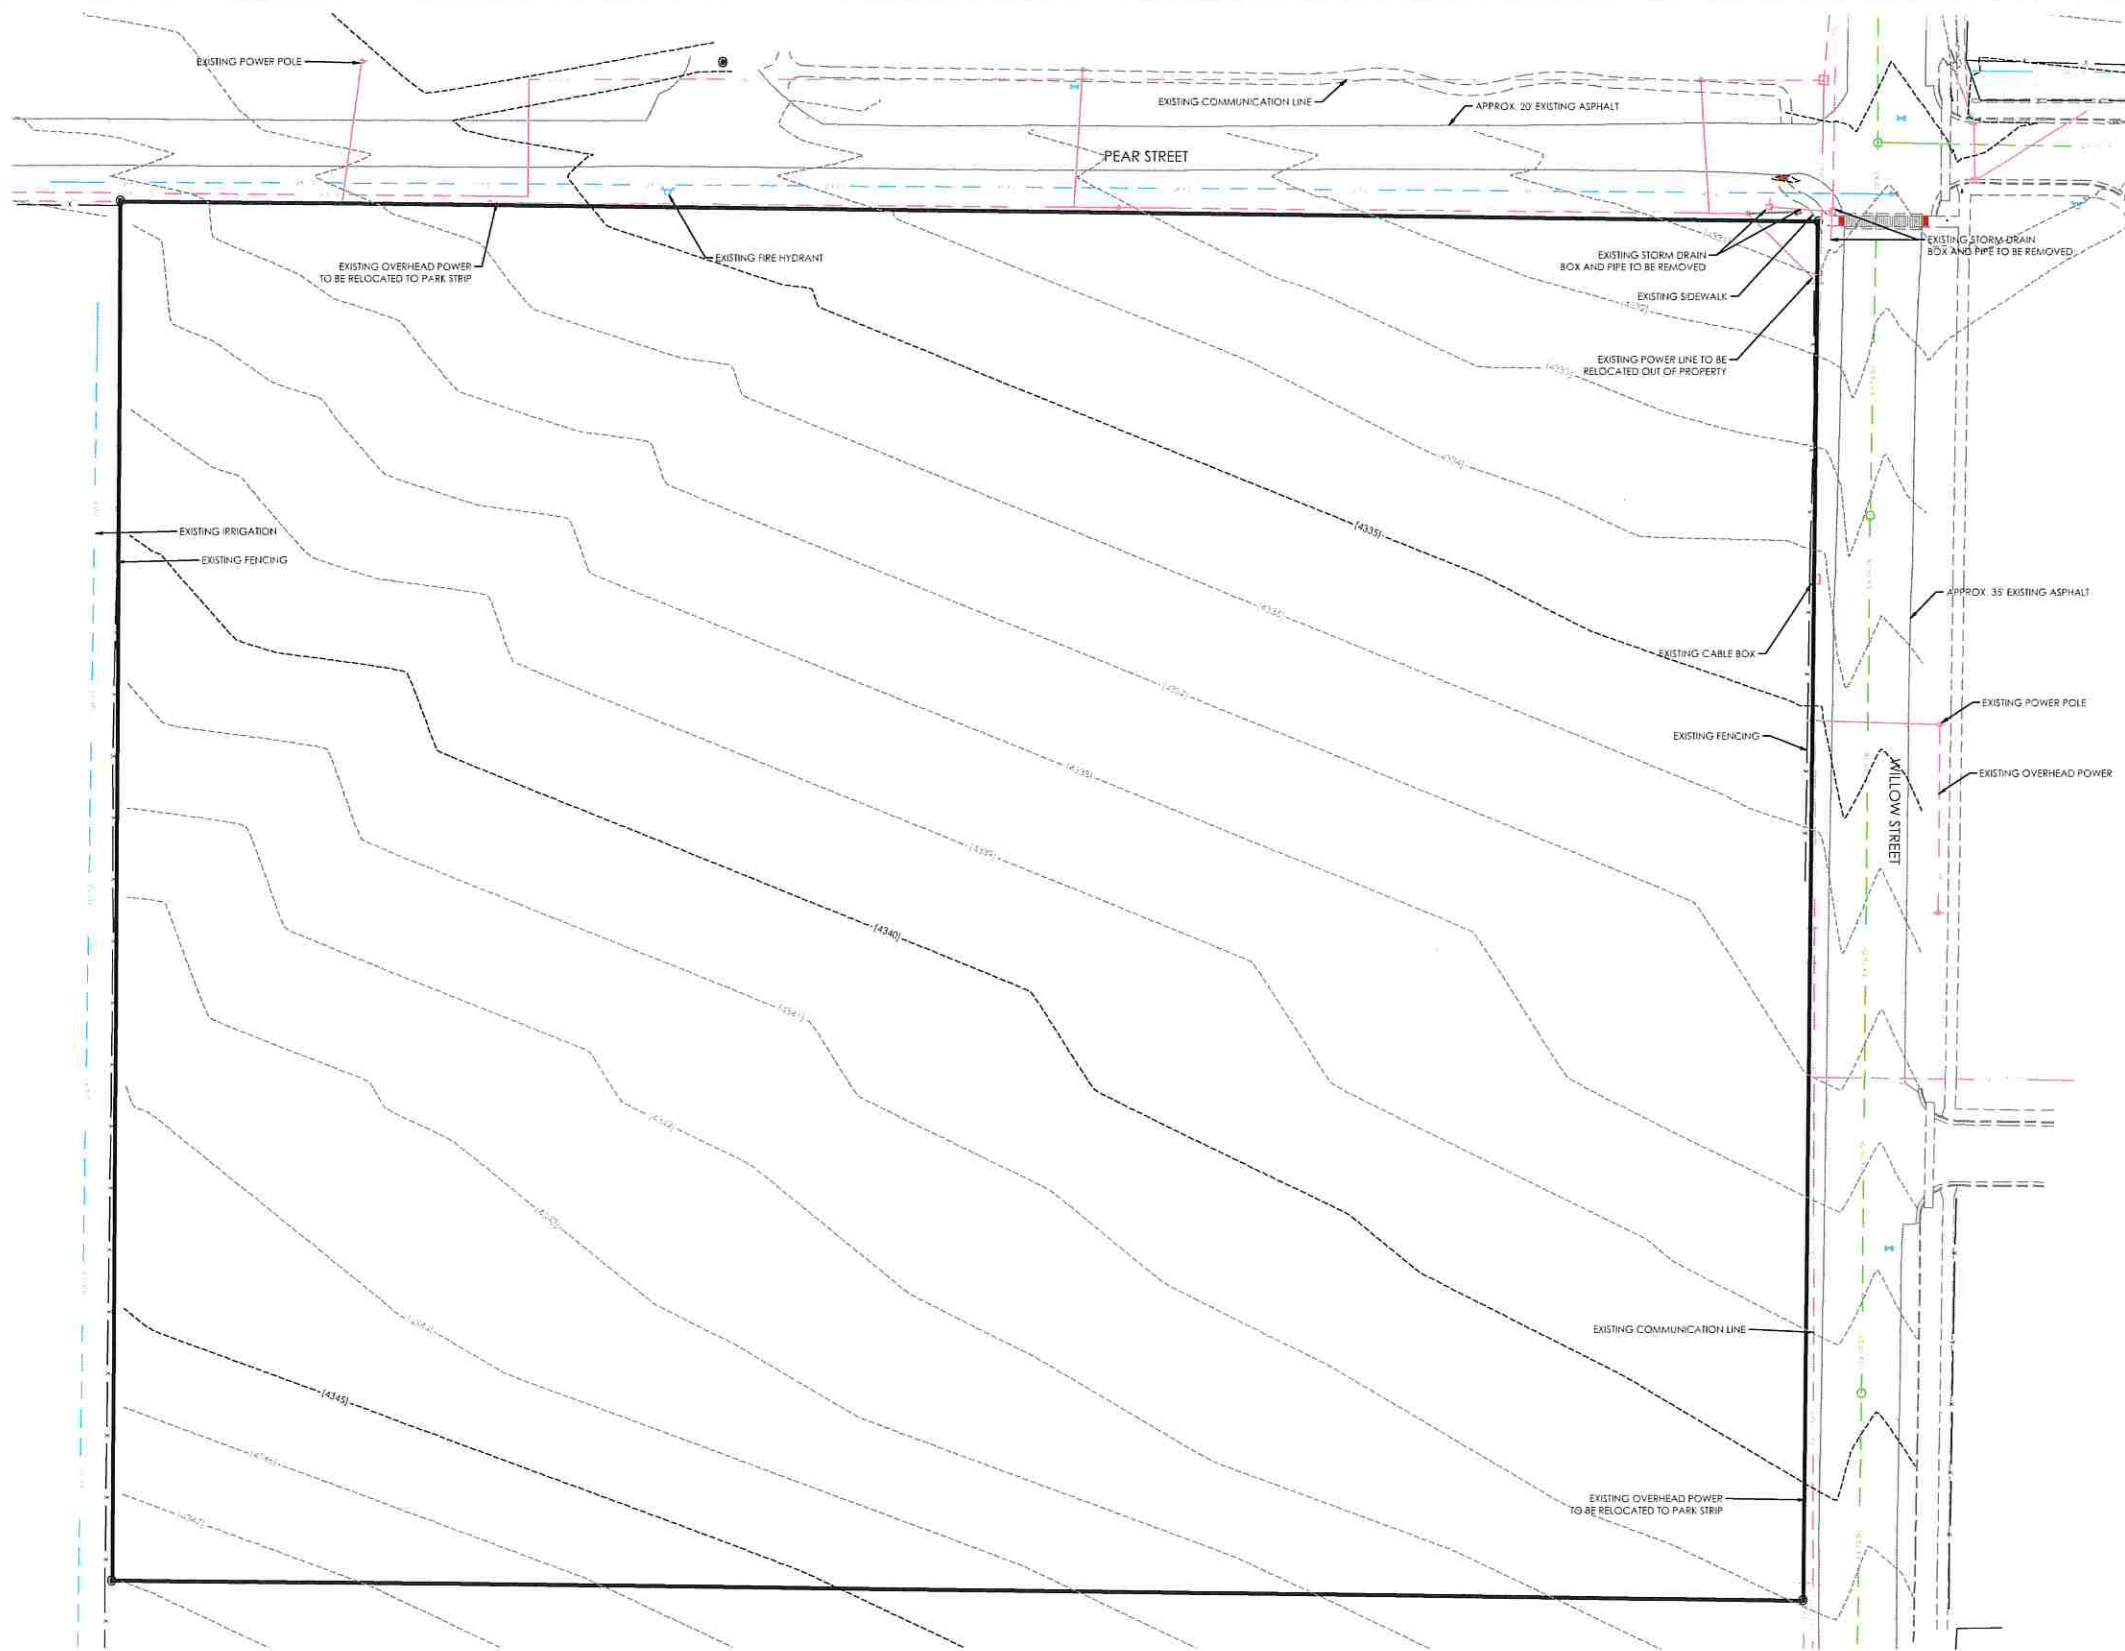 EXISTING POWER POLE
EXISTING COMMUNICATION LINE
APPROX. 20' EXISTING ASPHALT
PEAR STREET
EXISTING OVERHEAD POWER
TO BE RELOCATED TO PARK STRIP
EXISTING FIRE HYDRANT
EXISTING STORM DRAIN
BOX AND PIPE TO BE REMOVED
EXISTING STORM DRAIN
BOX AND PIPE TO BE REMOVED
EXISTING SIDEWALK
EXISTING POWER LINE TO BE
RELOCATED OUT OF PROPERTY
(4335)
EXISTING IRRIGATION
EXISTING FENCING
APPROX. 35' EXISTING ASPHALT
EXISTING CABLE BOX
EXISTING POWER POLE
EXISTING FENCING
EXISTING OVERHEAD POWER
WILLOW STREET
(4340)
EXISTING COMMUNICATION LINE
(4345)
EXISTING OVERHEAD POWER
TO BE RELOCATED TO PARK STRIP